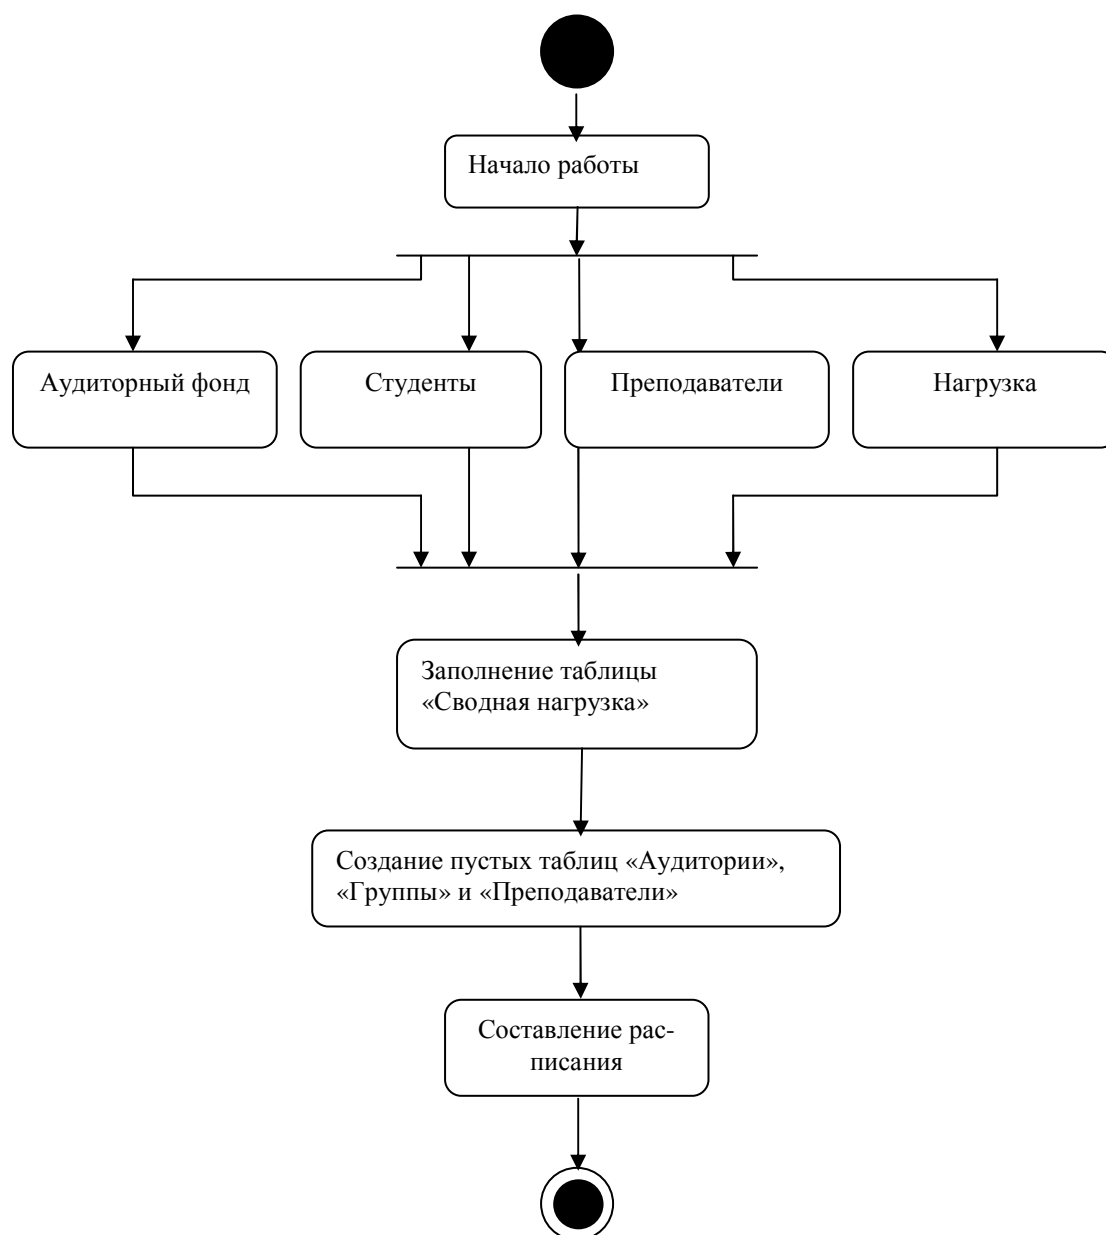 Начало работы
Аудиторный фонд
Студенты
Преподаватели
Нагрузка
Заполнение таблицы
«Сводная нагрузка»
Создание пустых таблиц «Аудитории»,
«Группы» и «Преподаватели»
Составление рас-
писания